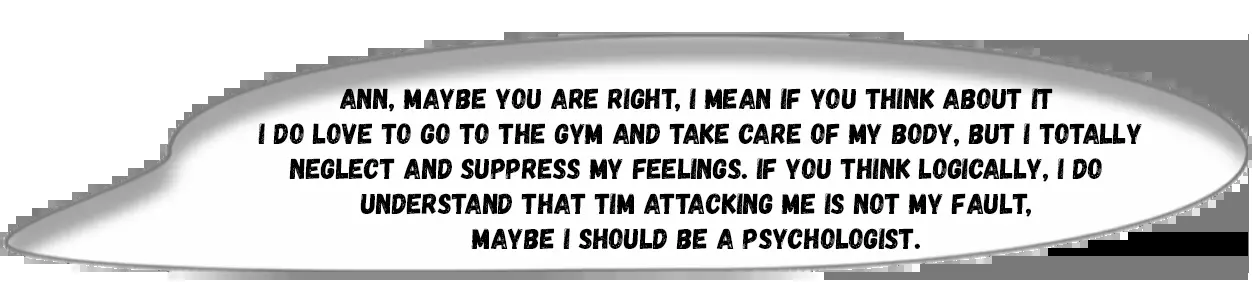 ANN, MAYBE YOU ARE RIGHT, I MEAN IF YOU THINK ABOUT IT
I DO LOVE TO GO TO THE GYM AND TAKE CARE OF MY BODY, BUT I TOTALLY
NEGLECT AND SUPPRESS MY FEELINGS. IF YOU THINK LOGICALLY, I DO
UNDERSTAND THAT TIM ATTACKING ME IS NOT MY FAULT,
MAYBE I SHOULD BE A PSYCHOLOGIST.